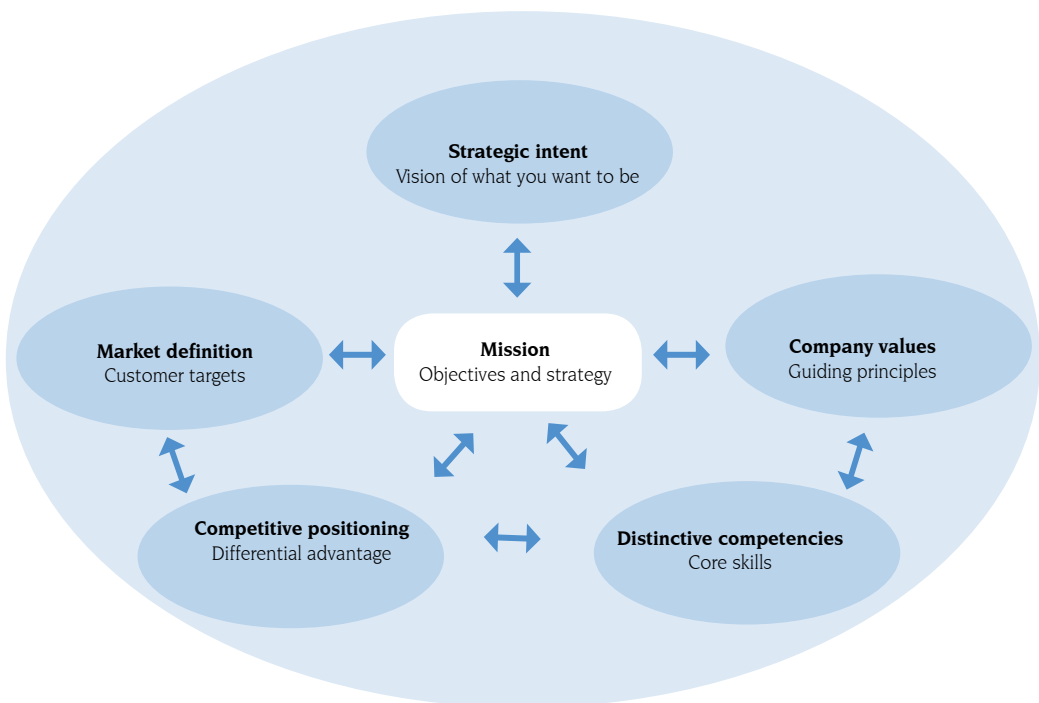 Strategic intent
Vision of what you want to be
Market definition
Customer targets
Mission
Objectives and strategy
Company values
Guiding principles
Competitive positioning
Differential advantage
Distinctive competencies
Core skills